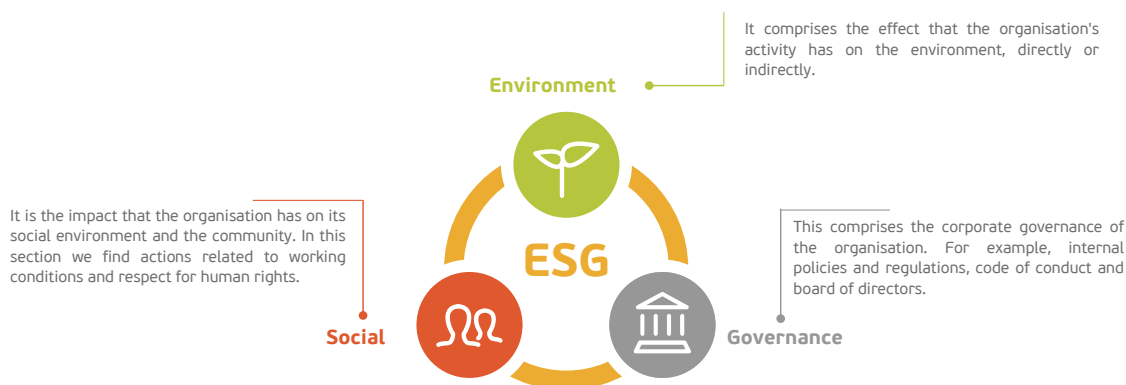 It comprises the effect that the organisation's
activity has on the environment, directly or
indirectly.
Environment
It is the impact that the organisation has on its
social environment and the community. In this
section we find actions related to working
conditions and respect for human rights.
ESG
This comprises the corporate governance of
the organisation. For example, internal
policies and regulations, code of conduct and
board of directors.
Social
Governance